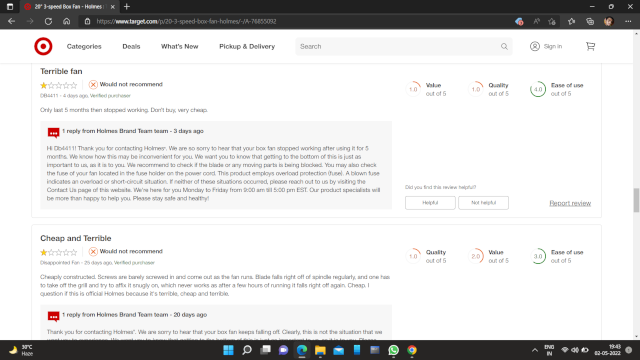 20" 3-speed Box Fan - Holmes
https://www.target.com/p/20-3-speed-box-fan-holmes/-/A-76855092
Categories Deals What's New Pickup & Delivery Search Sign in
Terrible fan
Would not recommend
DB4411 - 4 days ago, Verified purchaser
Only last 5 months then stopped working. Don't buy, very cheap.
1.0 Value out of 5
1.0 Quality out of 5
4.0 Ease of use out of 5
1 reply from Holmes Brand Team team - 3 days ago
Hi Db4411! Thank you for contacting Holmes. We are so sorry to hear that your box fan stopped working after using it for 5
months. We know how this may be inconvenient for you. We want you to know that getting to the bottom of this is just as
important to us, as it is to you. We recommend to check if the blade or any moving parts is being blocked. You may also check
the fuse of your fan located in the fuse holder on the power cord. This product employs overload protection (fuse). A blown
fuse indicates an overload or short-circuit situation. If neither of these situations occurred, please reach out to us by visiting the
Contact Us page of this website. We're here for you Monday to Friday from 9:00 am till 5:00 pm EST. Our product specialists will
be more than happy to help you. Please stay safe and healthy!
Did you find this review helpful?
Helpful Not helpful Report review
Cheap and Terrible
Would not recommend
Disappointed Fan - 25 days ago, Verified purchaser
Cheaply constructed. Screws are barely screwed in and come out as the fan runs. Blade falls right off of spindle regularly, and one has
to take off the grill and try to affix it snugly on, which never works as after a few hours of running it falls right off again. Cheap. I
question if this is official Holmes because it's terrible, cheap and terrible.
1.0 Quality out of 5
2.0 Value out of 5
3.0 Ease of use out of 5
1 reply from Holmes Brand Team team - 20 days ago
Thank you for contacting Holmes". We are sorry to hear that your box fan keeps falling off. Clearly, this is not the situation that we
30°C
Haze
ENG
IN
19:43
02-05-2022